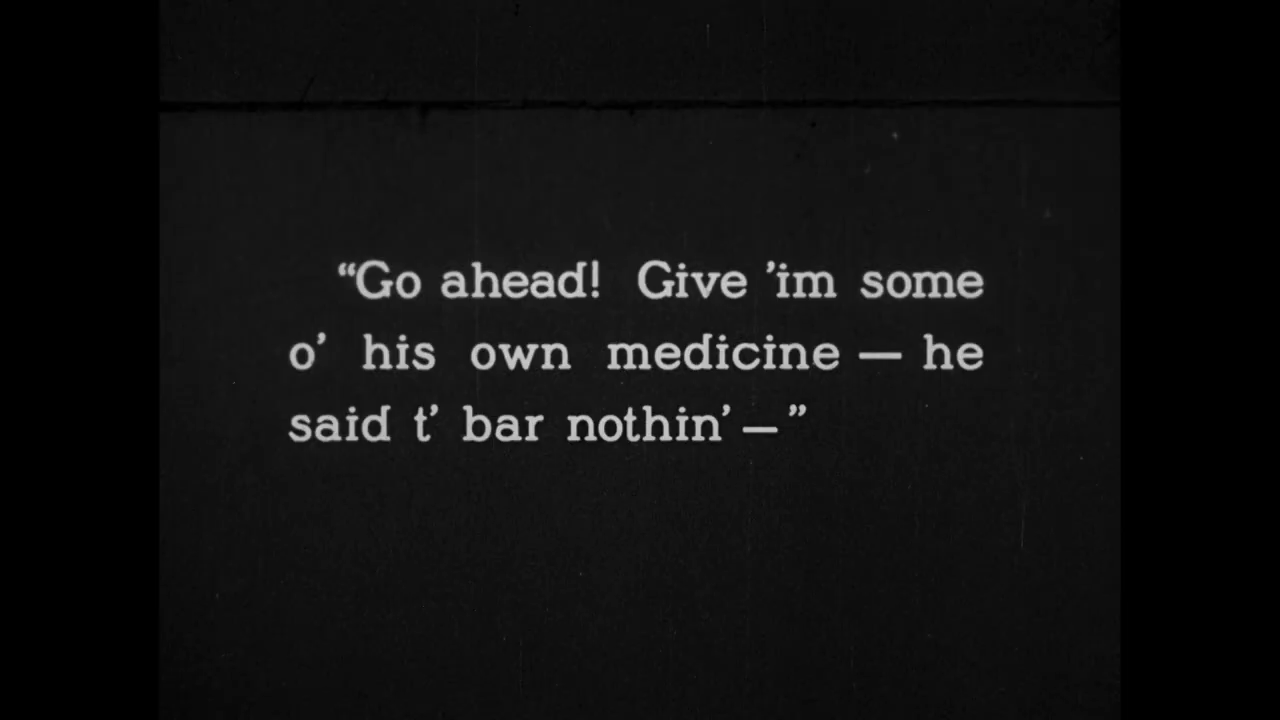 “Go ahead! Give ’im some
o’ his own medicine — he
said t’ bar nothin’ —”